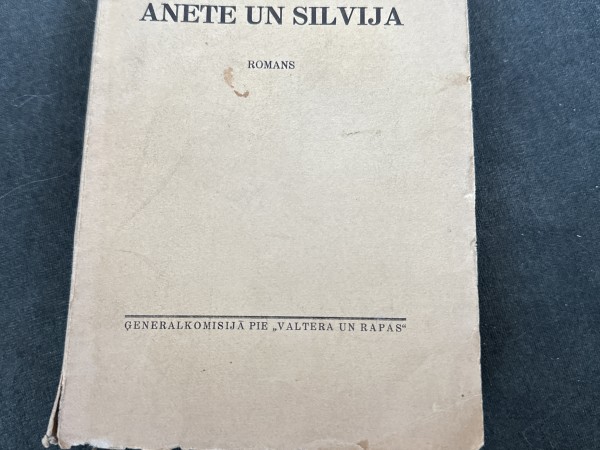 ANETE UN SILVIJA
ROMANS
ĢENERALKOMISIJĀ PIE „VALTERA UN RAPAS“